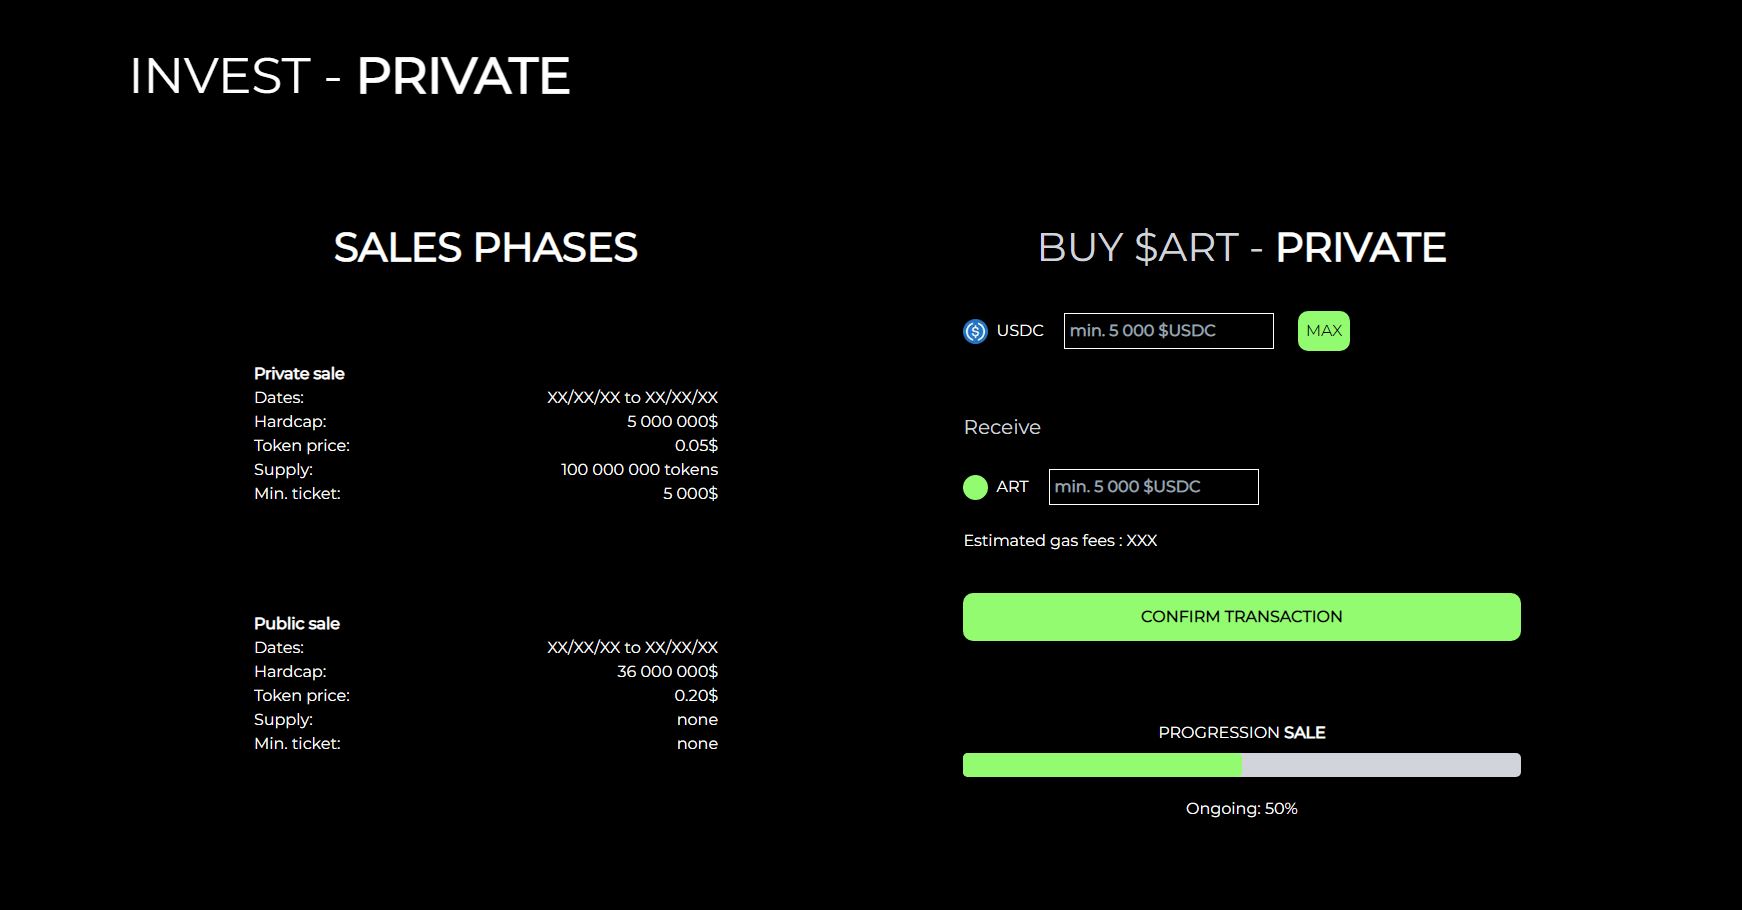 INVEST - PRIVATE
SALES PHASES
Private sale
Dates: XX/XX/XX to XX/XX/XX
Hardcap: 5 000 000$
Token price: 0.05$
Supply: 100 000 000 tokens
Min. ticket: 5 000$
Public sale
Dates: XX/XX/XX to XX/XX/XX
Hardcap: 36 000 000$
Token price: 0.20$
Supply: none
Min. ticket: none
BUY $ART - PRIVATE
$ USDC min. 5 000 $USDC MAX
Receive
ART min. 5 000 $USDC
Estimated gas fees : XXX
CONFIRM TRANSACTION
PROGRESSION SALE
Ongoing: 50%